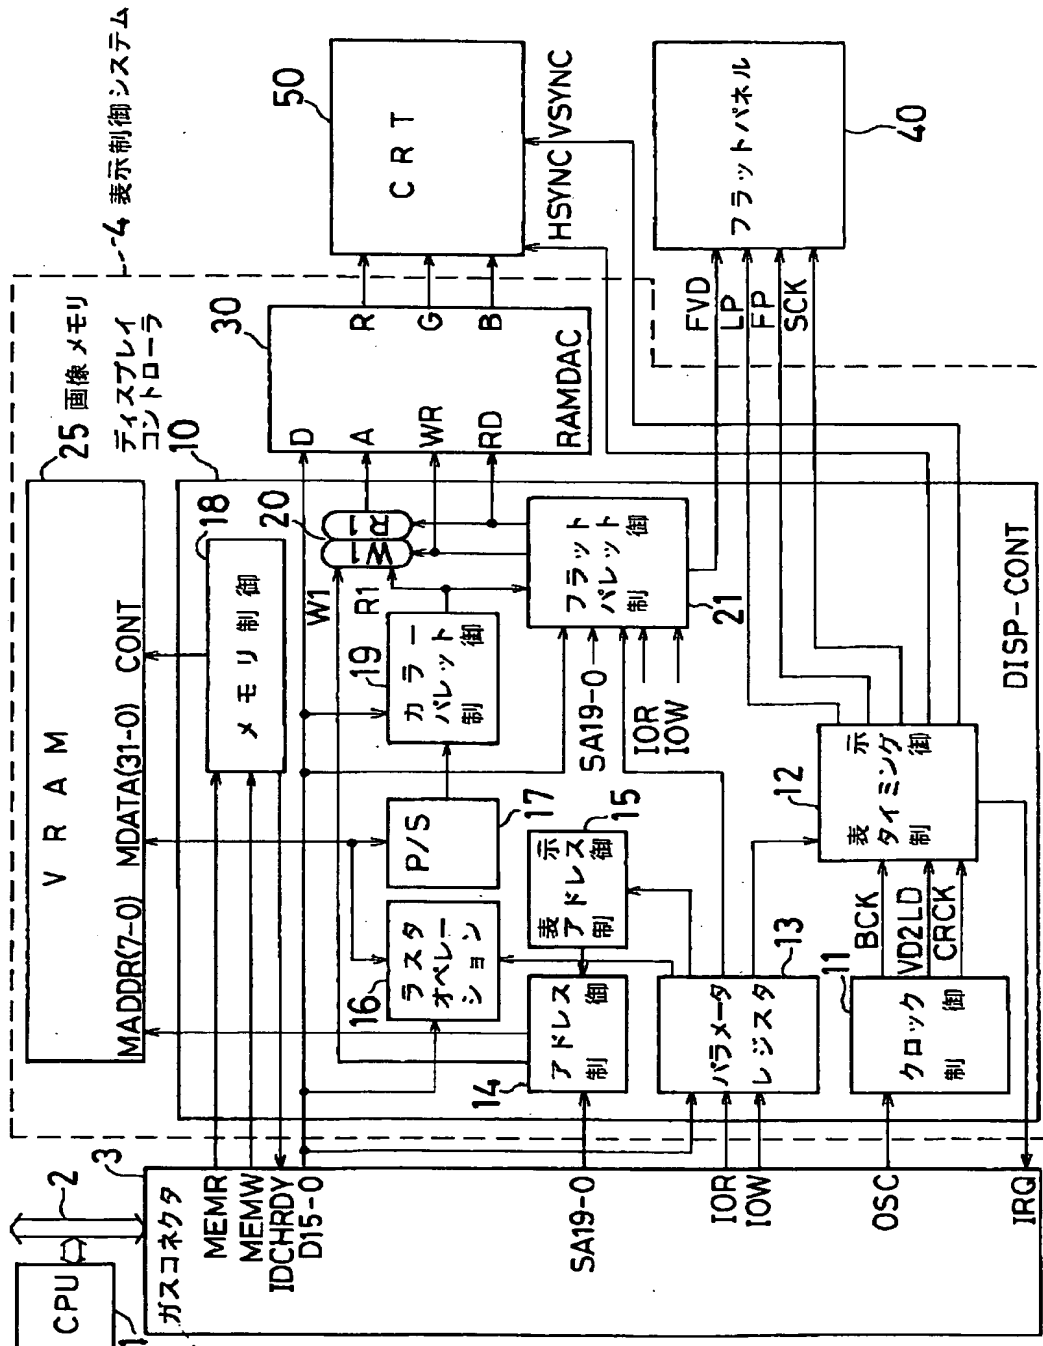 CPU
1
2
3
ガスコネクタ
MEMR
MEMW
IDCHRDY
D15-0
SA19-0
IOR
IOW
OSC
IRQ
4 表示制御システム
25 画像メモリ
VRAM
MADDR(7-0) MDATA(31-0) CONT
ディスプレイ
コントローラ
10
18
メモリ制御
16
ラスタ
オペレー
ション
17
P/S
19
カラー
パレット
制御
20
W1 R1
W1
R1
21
フラット
パレット
制御
SA19-0
IOR
IOW
14
アドレス
制御
15
表示
アドレス
制御
13
パラメータ
レジスタ
11
クロック
制御
BCK
VD2LD
CRCK
12
表示
タイミング
制御
DISP-CONT
30
D
A
WR
RD
R
G
B
RAMDAC
50
CRT
HSYNC
VSYNC
FVD
LP
FP
SCK
フラットパネル
40